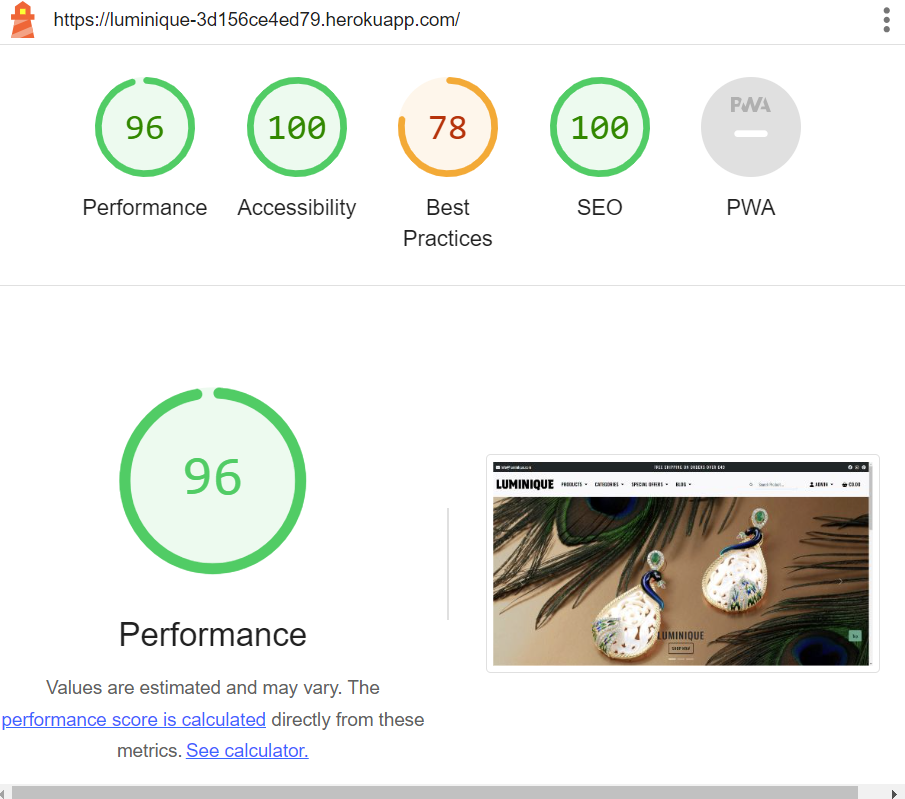 https://luminique-3d156ce4ed79.herokuapp.com/
96
100
78
100
PWA
Performance
Accessibility
Best
Practices
SEO
PWA
96
Performance
Values are estimated and may vary. The
performance score is calculated directly from these
metrics. See calculator.
FREE SHIPPING ON ORDERS OVER
LUMINIQUE
PRODUCTS
CATEGORIES
SPECIAL OFFERS
BLOG
ADMIN
LUMINIQUE
SHOP NOW